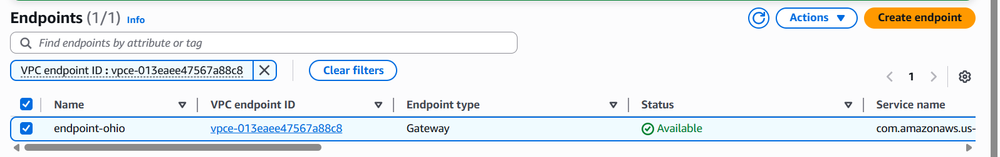 Endpoints (1/1) Info
Actions
Create endpoint
Find endpoints by attribute or tag
VPC endpoint ID : vpce-013eaee47567a88c8
Clear filters
1
Name VPC endpoint ID Endpoint type Status Service name
endpoint-ohio vpce-013eaee47567a88c8 Gateway Available com.amazonaws.us-